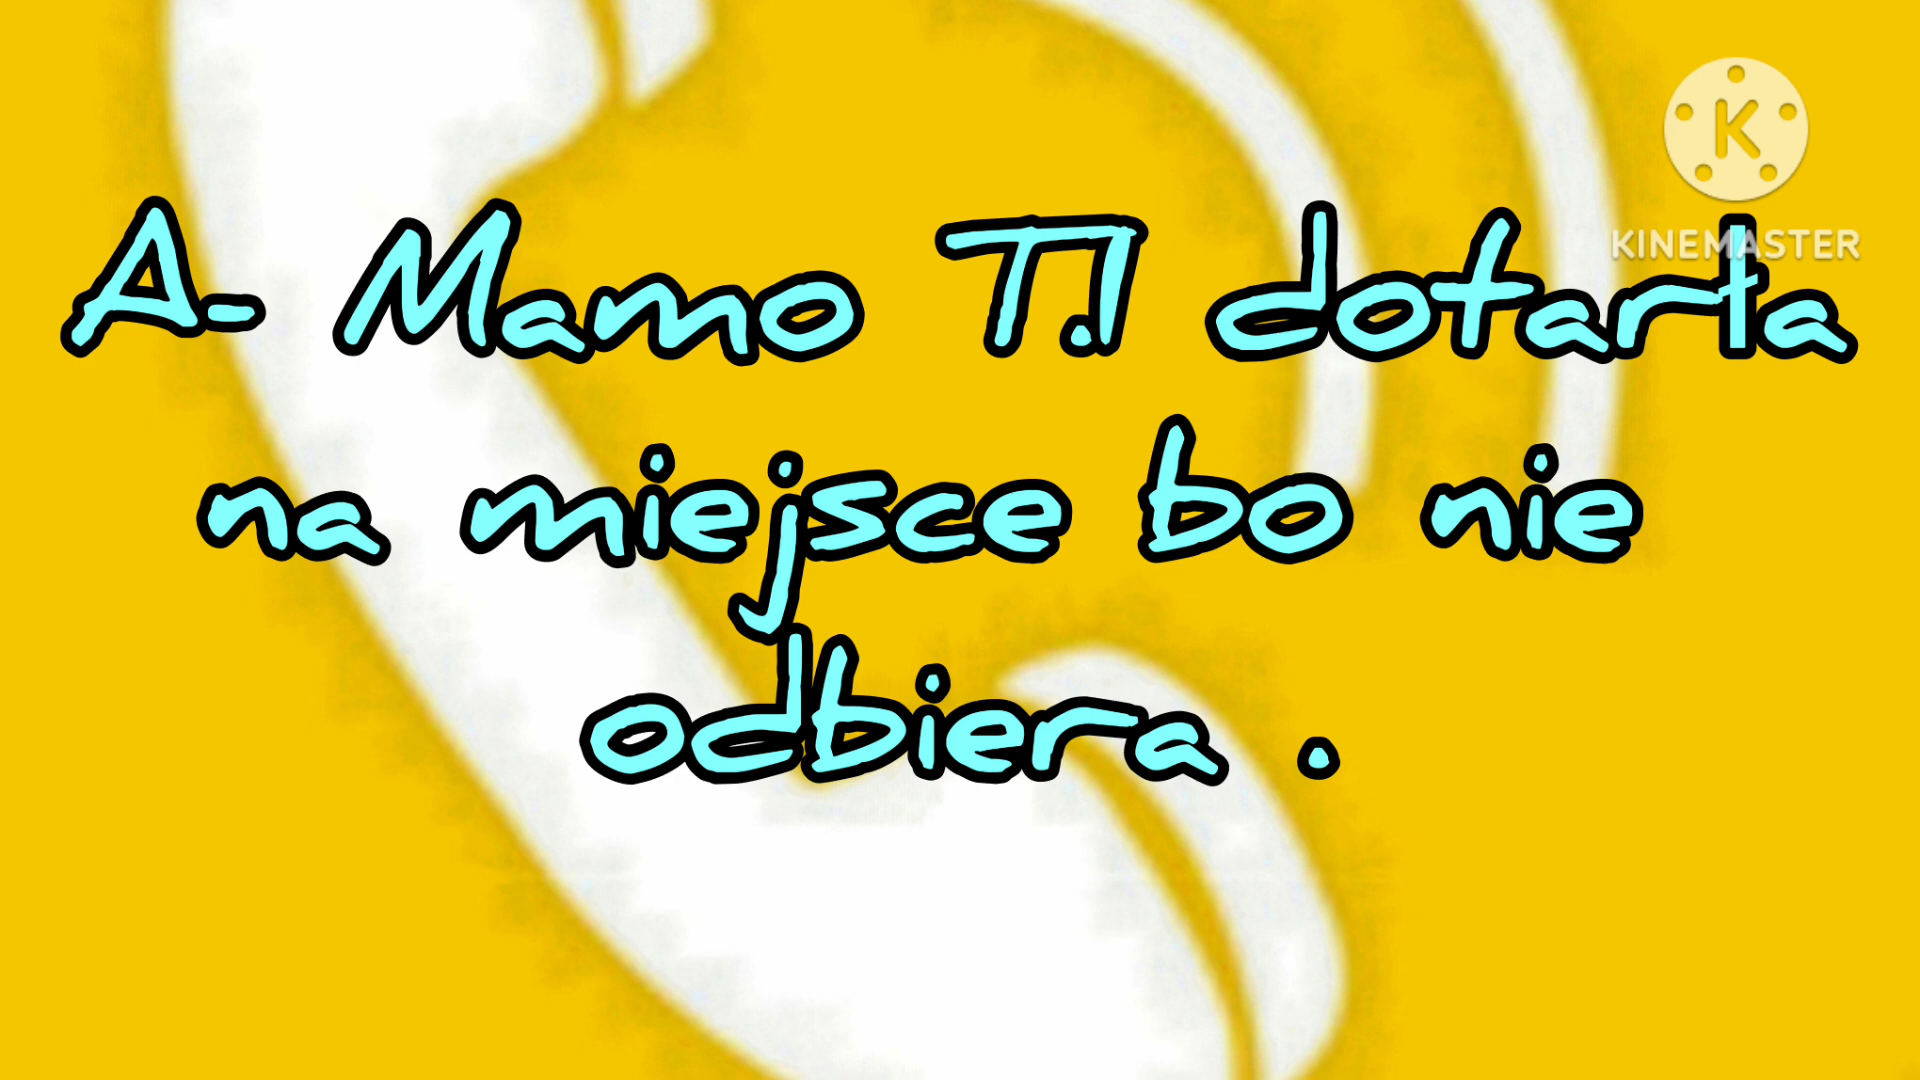 K
KINEMASTER
A- Mamo T.I dotarła
na miejsce bo nie
odbiera .